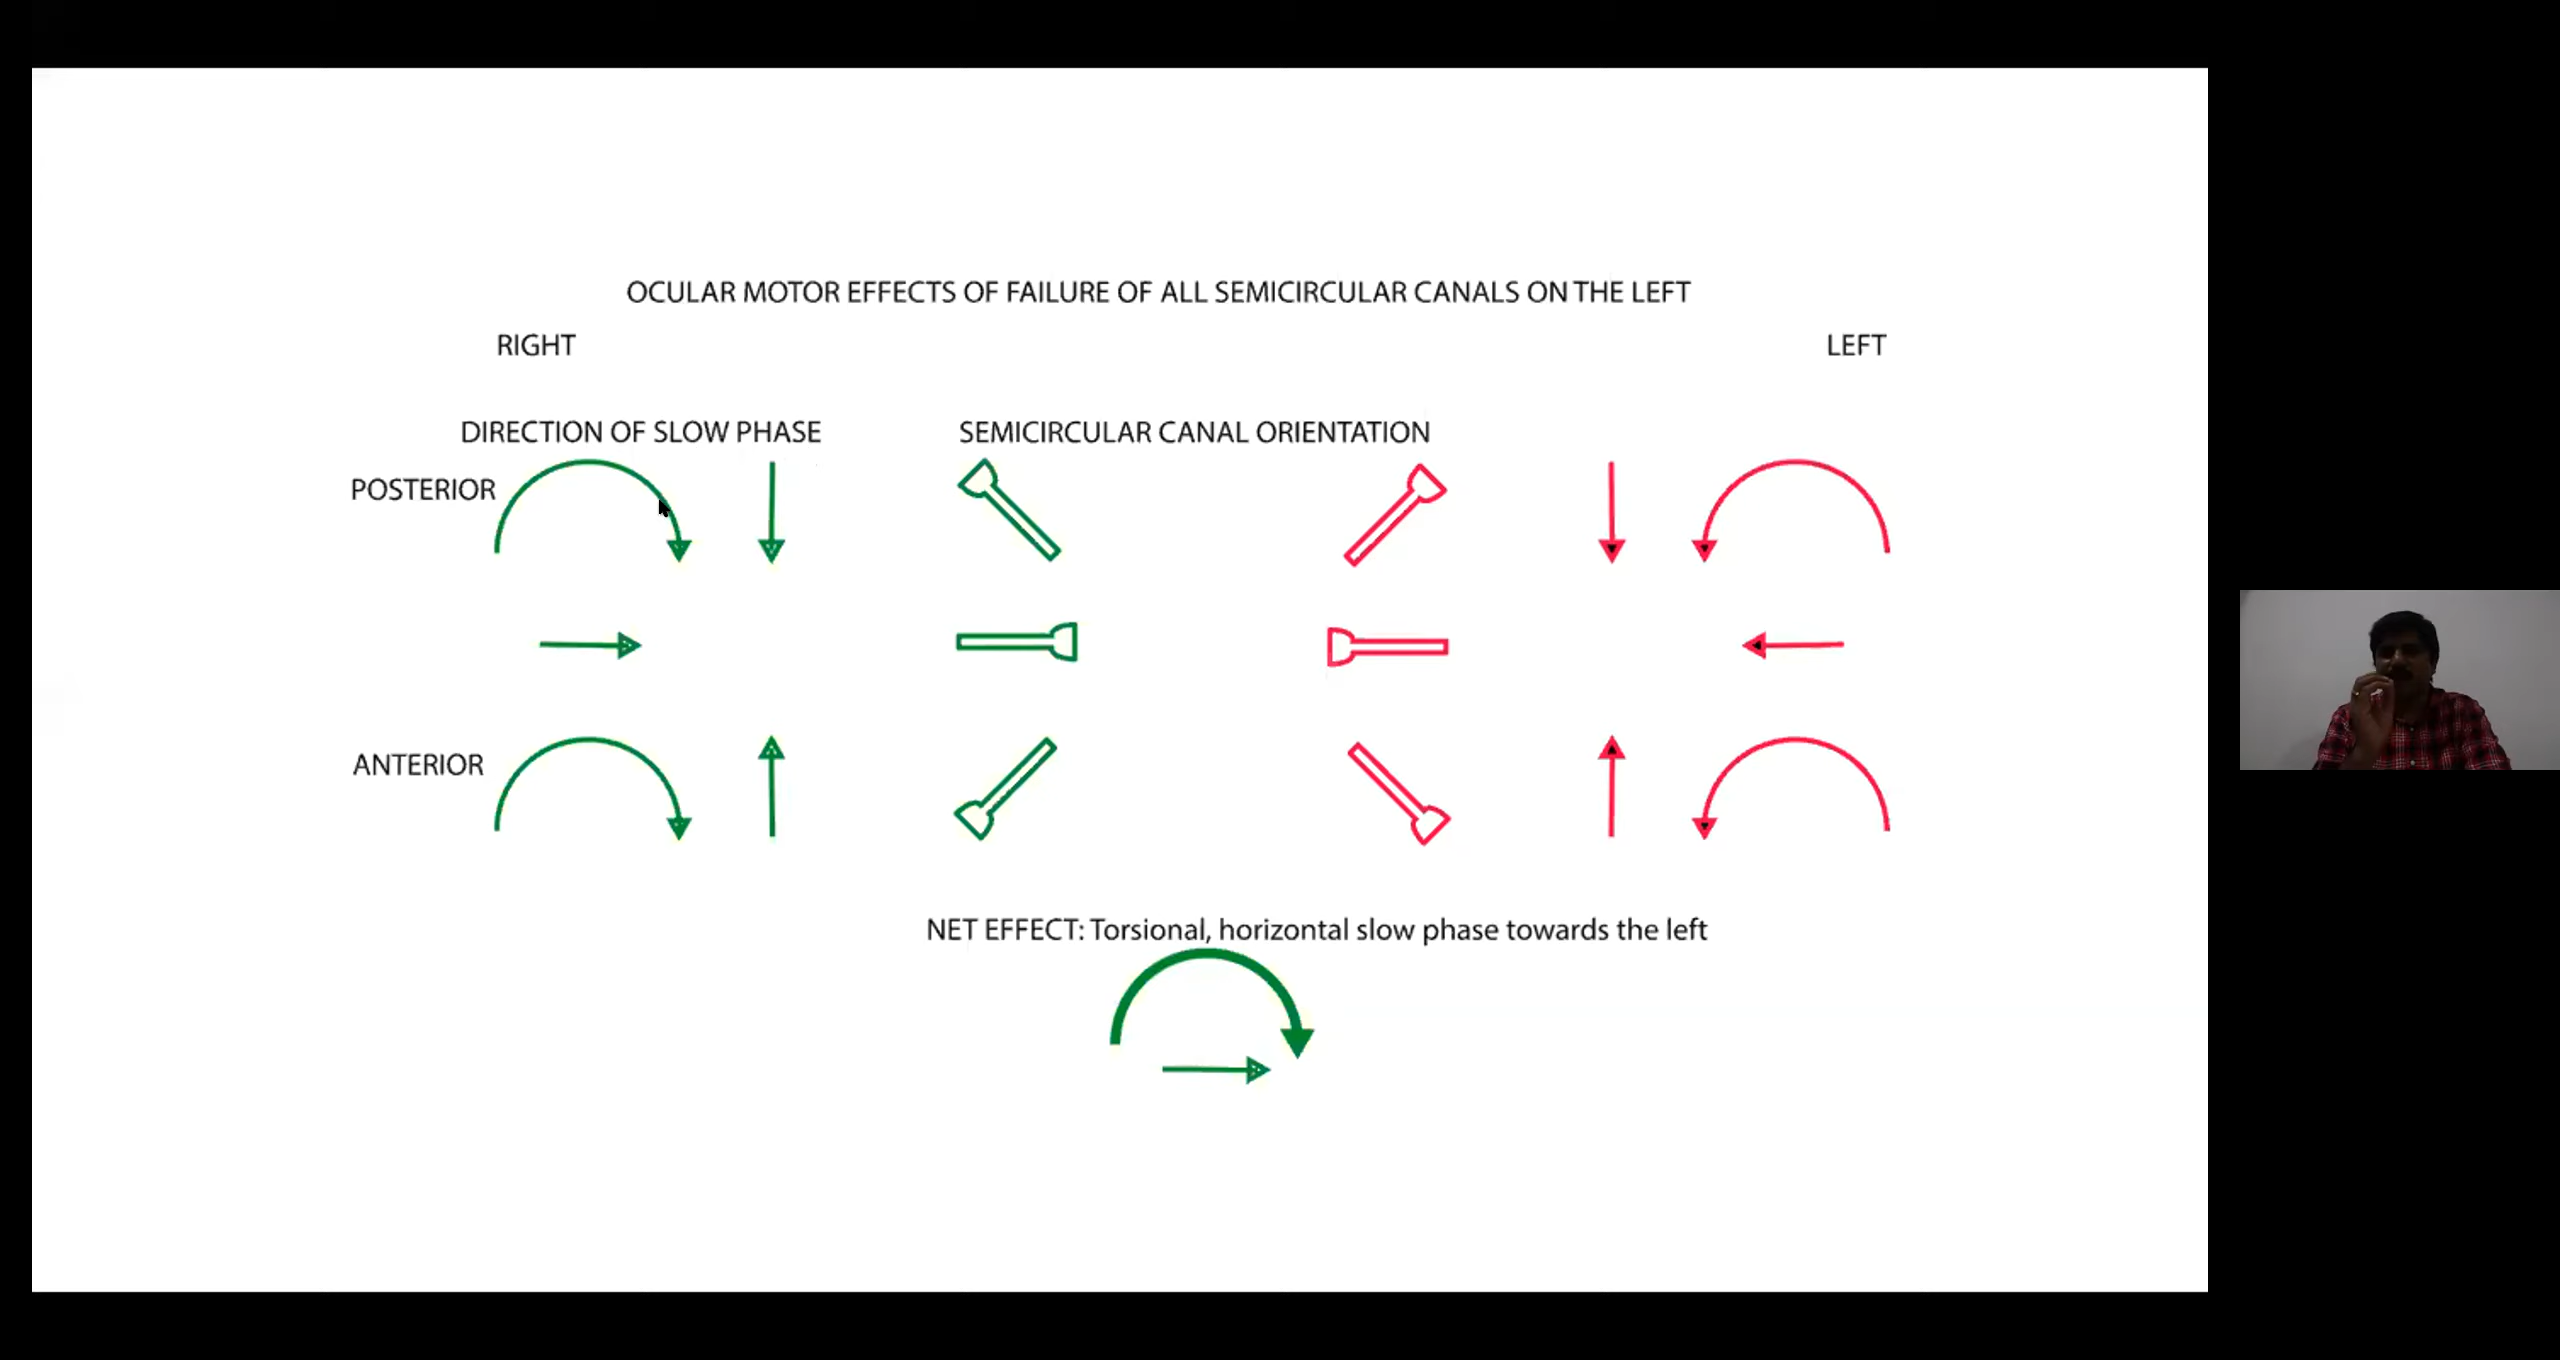 OCULAR MOTOR EFFECTS OF FAILURE OF ALL SEMICIRCULAR CANALS ON THE LEFT
RIGHT
LEFT
DIRECTION OF SLOW PHASE
SEMICIRCULAR CANAL ORIENTATION
POSTERIOR
ANTERIOR
NET EFFECT: Torsional, horizontal slow phase towards the left